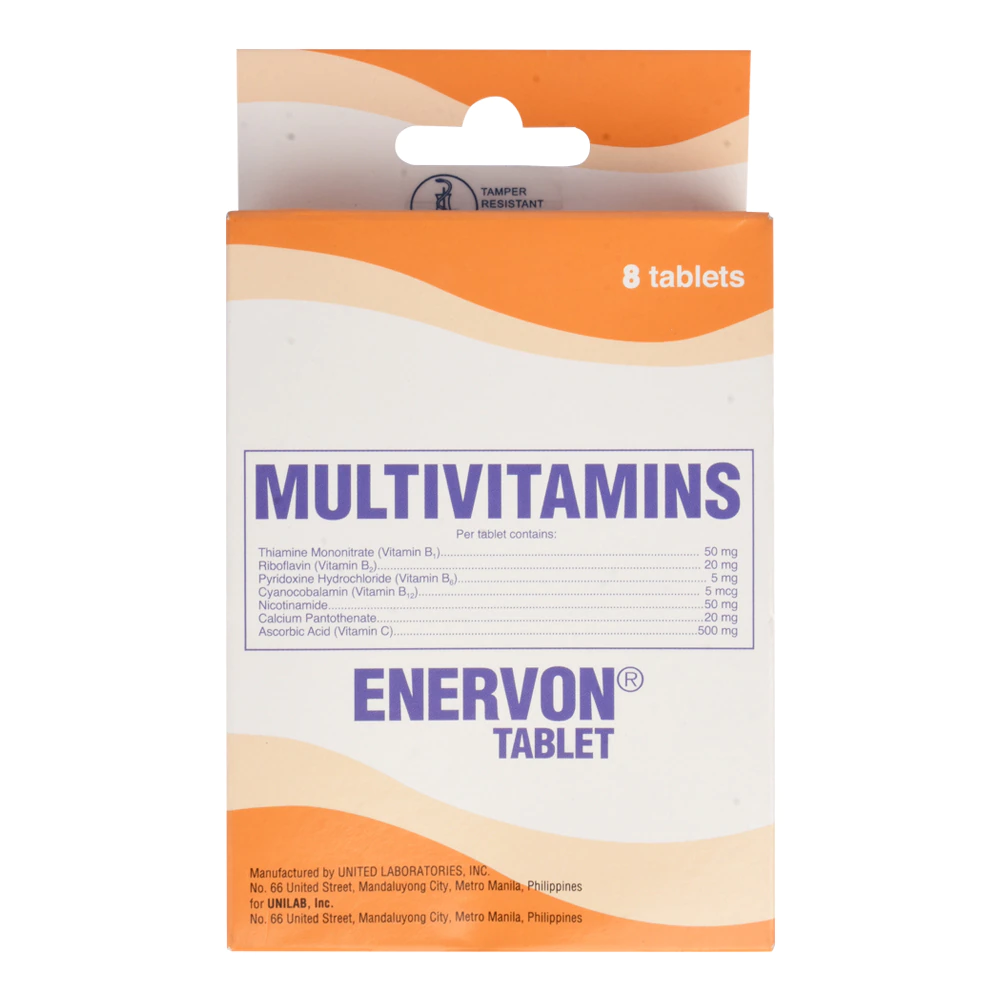 TAMPER
RESISTANT
8 tablets
MULTIVITAMINS
Per tablet contains:
Thiamine Mononitrate (Vitamin B₁)........................................ 50 mg
Riboflavin (Vitamin B₂)........................................ 20 mg
Pyridoxine Hydrochloride (Vitamin B₆)........................................ 5 mg
Cyanocobalamin (Vitamin B₁₂)........................................ 5 mcg
Nicotinamide........................................50 mg
Calcium Pantothenate........................................20 mg
Ascorbic Acid (Vitamin C)........................................500 mg
ENERVON®
TABLET
Manufactured by UNITED LABORATORIES, INC.
No. 66 United Street, Mandaluyong City, Metro Manila, Philippines
for UNILAB, Inc.
No. 66 United Street, Mandaluyong City, Metro Manila, Philippines